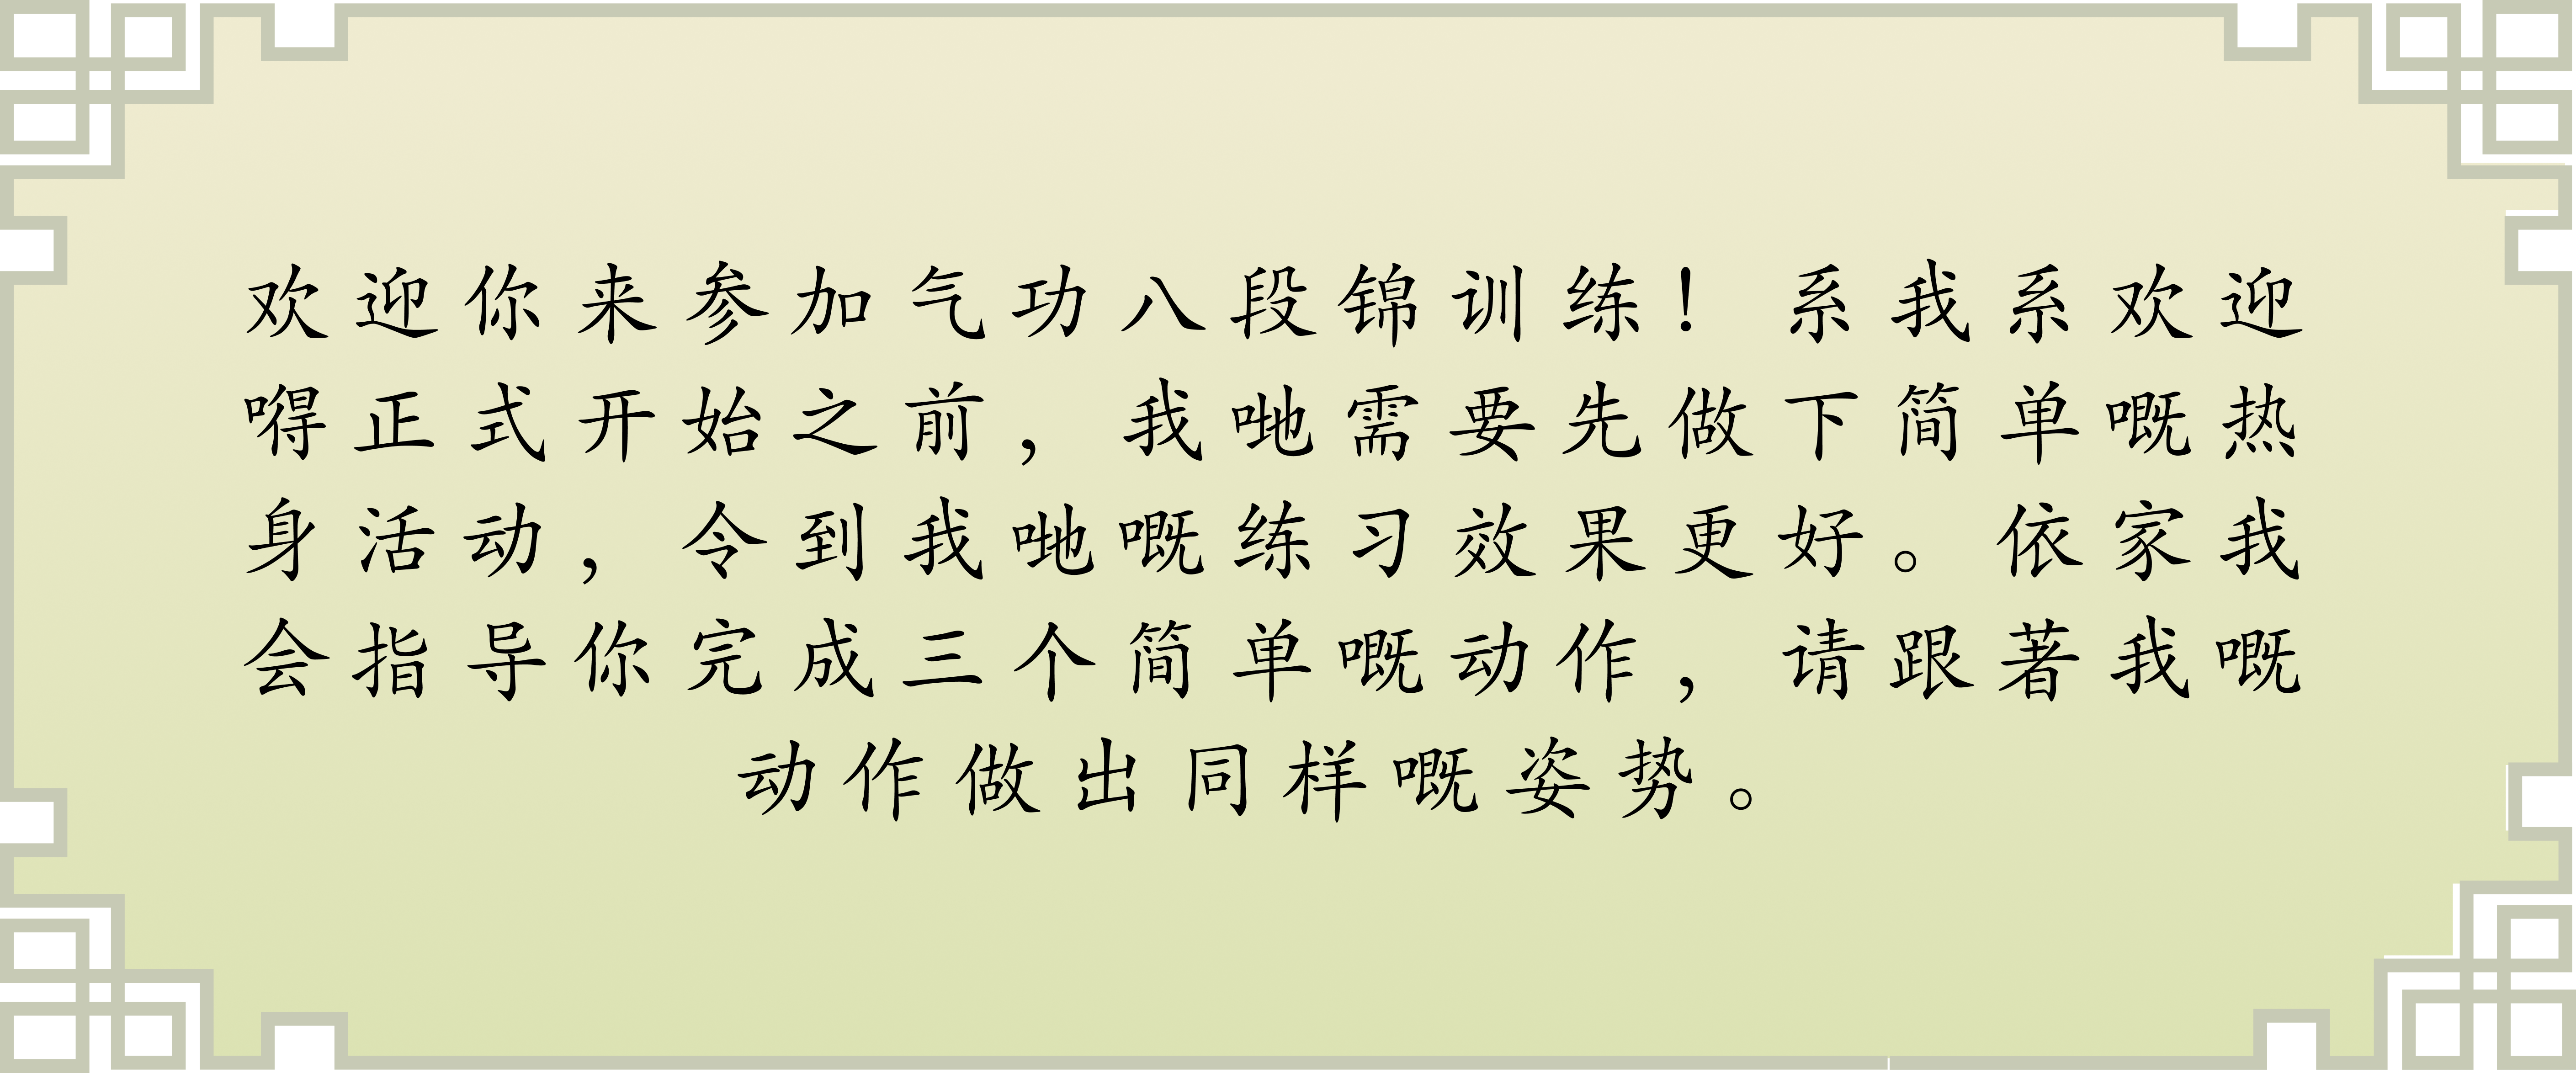 欢迎你来参加气功八段锦训练！系我系欢迎
嘚正式开始之前，我哋需要先做下简单嘅热
身活动，令到我哋嘅练习效果更好。依家我
会指导你完成三个简单嘅动作，请跟著我嘅
动作做出同样嘅姿势。